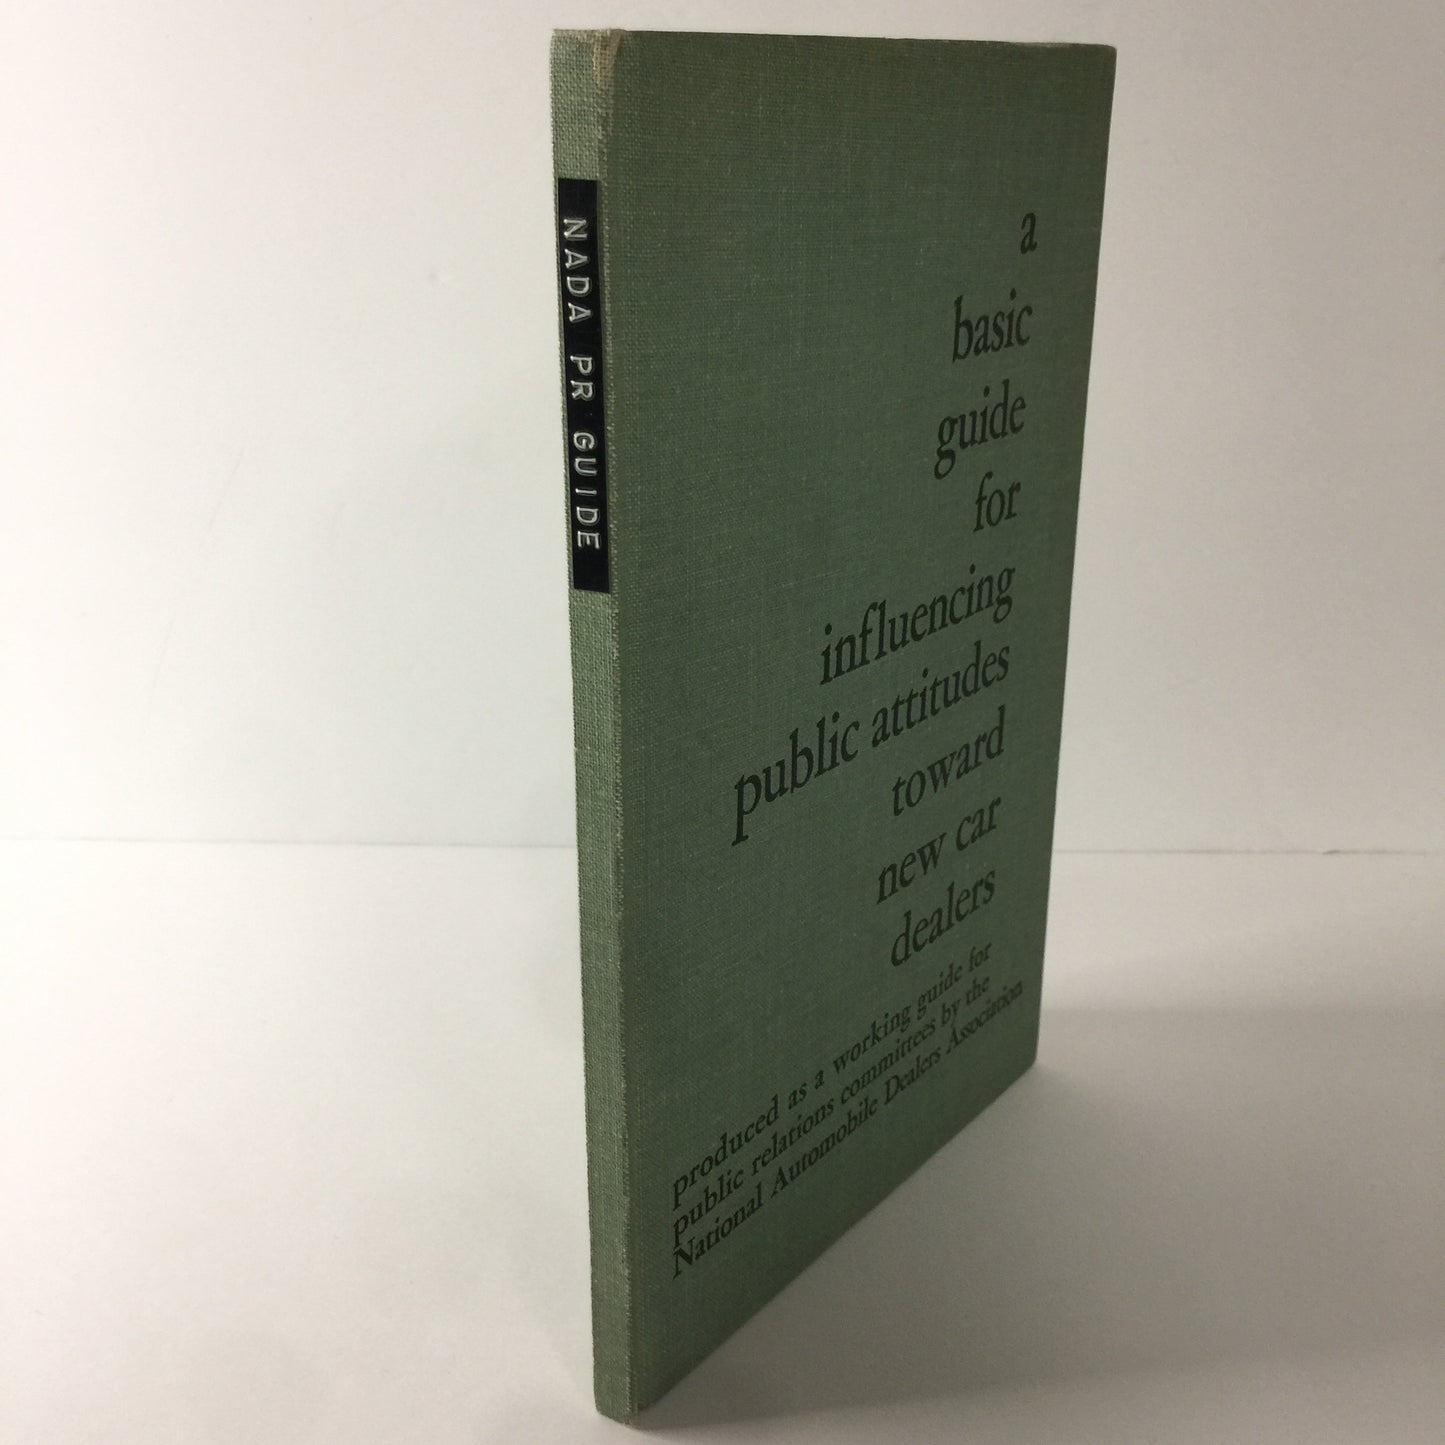 NADA PR GUIDE
a
basic
guide
for
influencing
public attitudes
toward
new car
dealers
produced as a working guide for
public relations committees by the
National Automobile Dealers Association